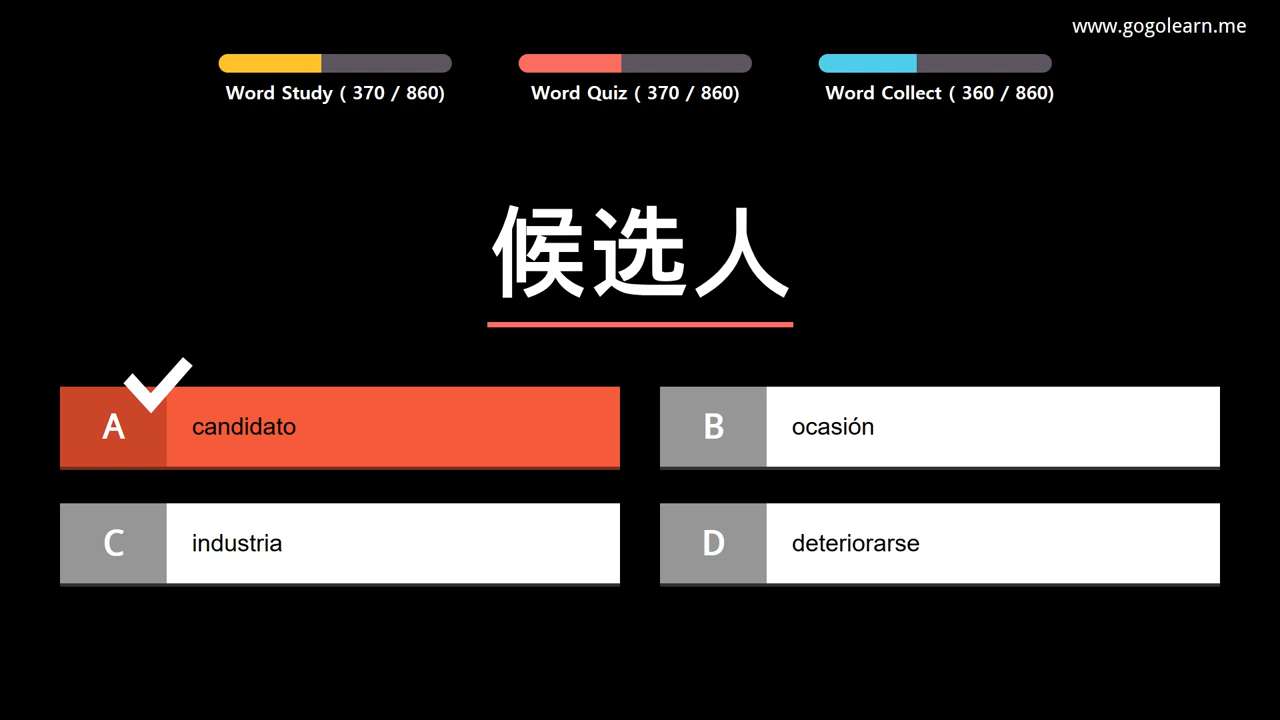 www.gogolearn.me
Word Study ( 370 / 860)
Word Quiz ( 370 / 860)
Word Collect ( 360 / 860)
候选人
A candidato
B ocasión
C industria
D deteriorarse